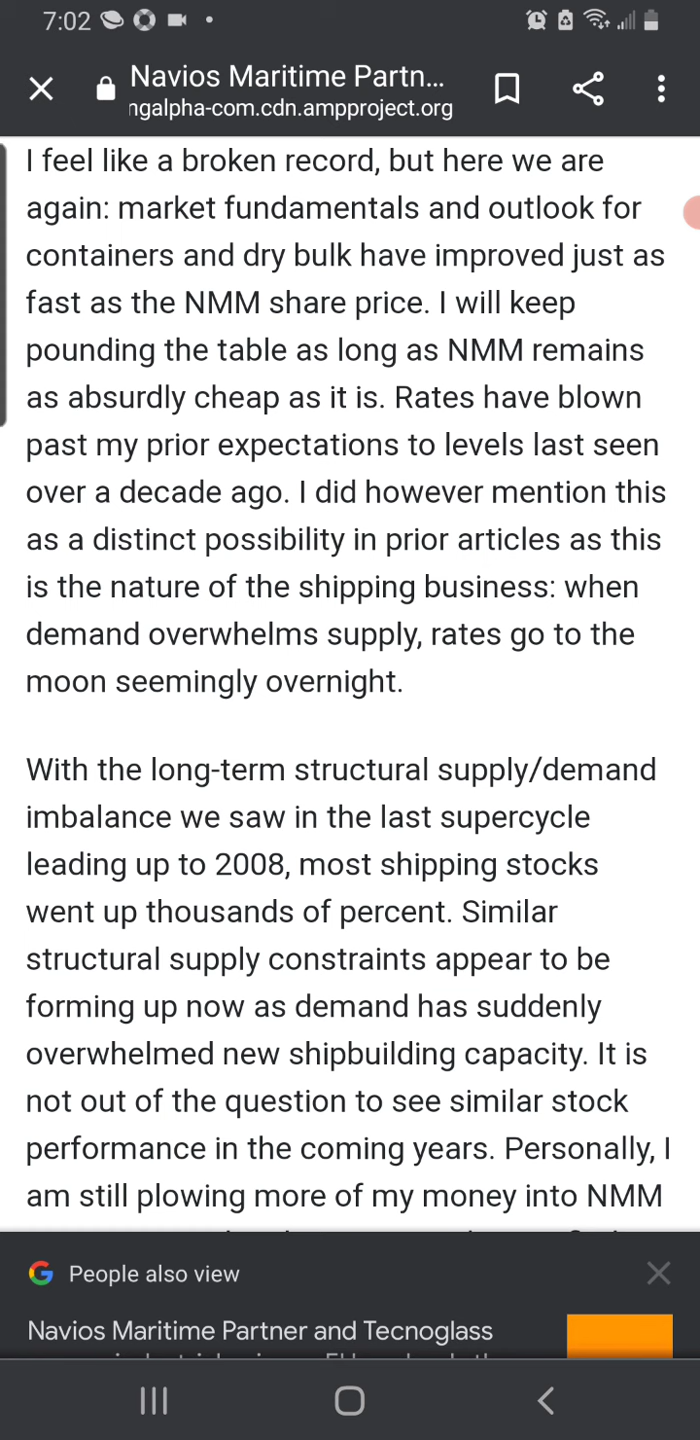 7:02
Navios Maritime Partn...
ngalpha-com.cdn.ampproject.org
I feel like a broken record, but here we are
again: market fundamentals and outlook for
containers and dry bulk have improved just as
fast as the NMM share price. I will keep
pounding the table as long as NMM remains
as absurdly cheap as it is. Rates have blown
past my prior expectations to levels last seen
over a decade ago. I did however mention this
as a distinct possibility in prior articles as this
is the nature of the shipping business: when
demand overwhelms supply, rates go to the
moon seemingly overnight.
With the long-term structural supply/demand
imbalance we saw in the last supercycle
leading up to 2008, most shipping stocks
went up thousands of percent. Similar
structural supply constraints appear to be
forming up now as demand has suddenly
overwhelmed new shipbuilding capacity. It is
not out of the question to see similar stock
performance in the coming years. Personally, I
am still plowing more of my money into NMM
People also view
Navios Maritime Partner and Tecnoglass